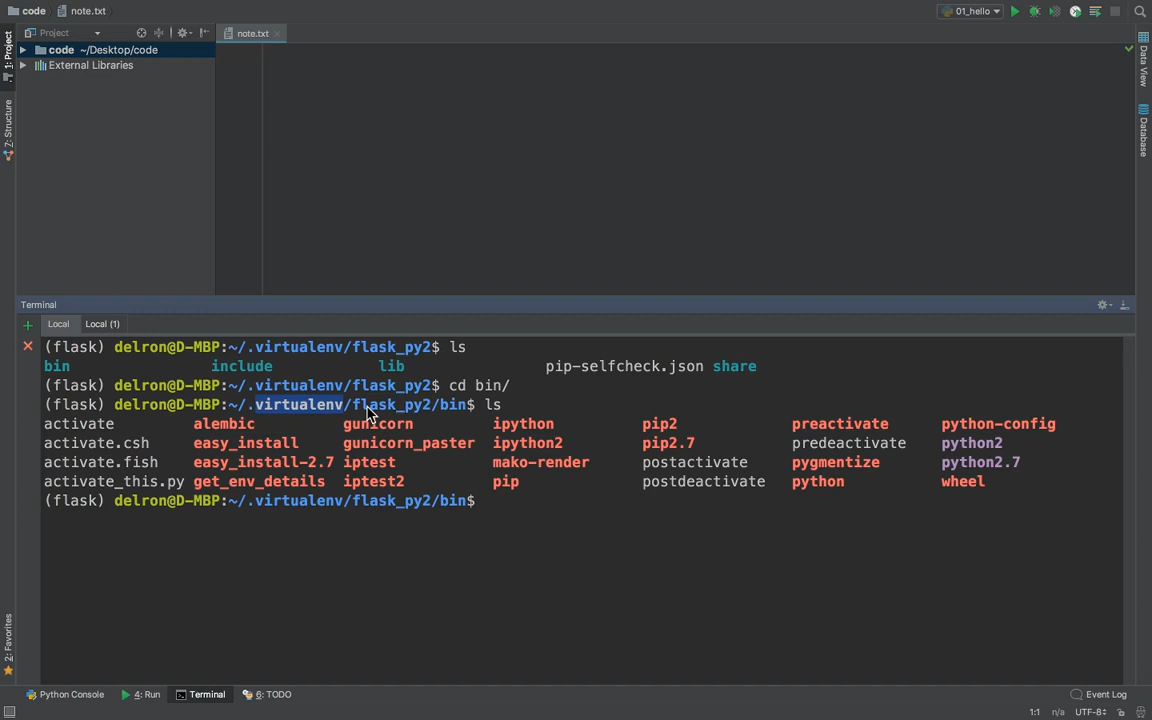 code note.txt 01_hello
Project note.txt
code ~/Desktop/code
External Libraries
1: Project
7: Structure
2: Favorites
Data View
Database
Terminal
Local Local (1)
(flask) delron@D-MBP:~/.virtualenv/flask_py2$ ls
bin include lib pip-selfcheck.json share
(flask) delron@D-MBP:~/.virtualenv/flask_py2$ cd bin/
(flask) delron@D-MBP:~/.virtualenv/flask_py2/bin$ ls
activate alembic gunicorn ipython pip2 preactivate python-config
activate.csh easy_install gunicorn_paster ipython2 pip2.7 predeactivate python2
activate.fish easy_install-2.7 iptest mako-render postactivate pygmentize python2.7
activate_this.py get_env_details iptest2 pip postdeactivate python wheel
(flask) delron@D-MBP:~/.virtualenv/flask_py2/bin$
Python Console 4: Run Terminal 6: TODO Event Log
1:1 n/a UTF-8